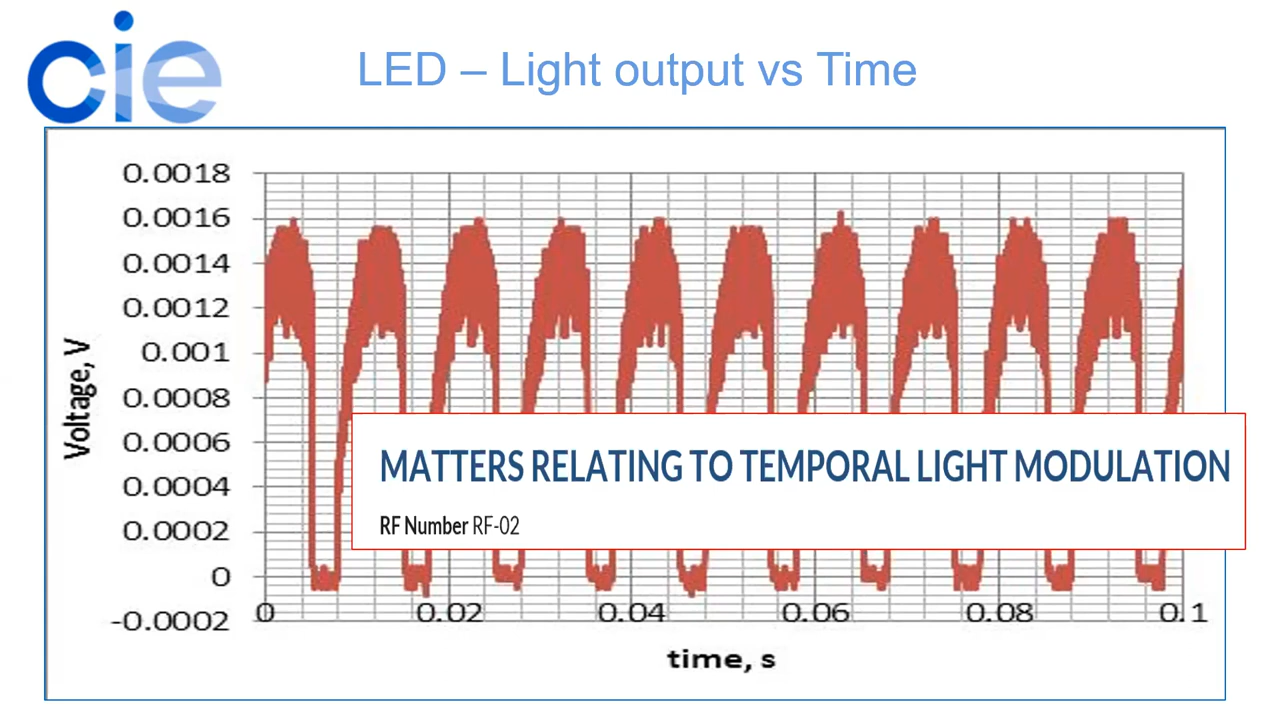 cie
LED – Light output vs Time
0.0018
0.0016
0.0014
0.0012
0.001
0.0008
0.0006
0.0004
0.0002
0
-0.0002
Voltage, V
MATTERS RELATING TO TEMPORAL LIGHT MODULATION
RF Number RF-02
0 0.02 0.04 0.06 0.08 0.1
time, s